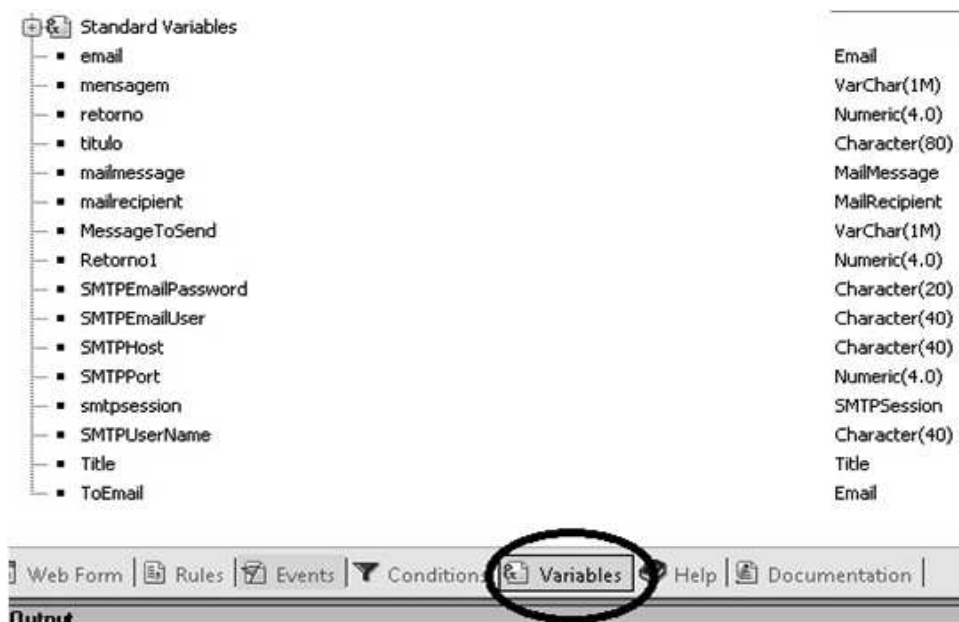 Standard Variables
email Email
mensagem VarChar(1M)
retorno Numeric(4.0)
titulo Character(80)
mailmessage MailMessage
mailrecipient MailRecipient
MessageToSend VarChar(1M)
Retorno1 Numeric(4.0)
SMTPEmailPassword Character(20)
SMTPEmailUser Character(40)
SMTPHost Character(40)
SMTPPort Numeric(4.0)
smtpsession SMTPSession
SMTPUserName Character(40)
Title Title
ToEmail Email
Web Form Rules Events Conditions Variables Help Documentation
Output